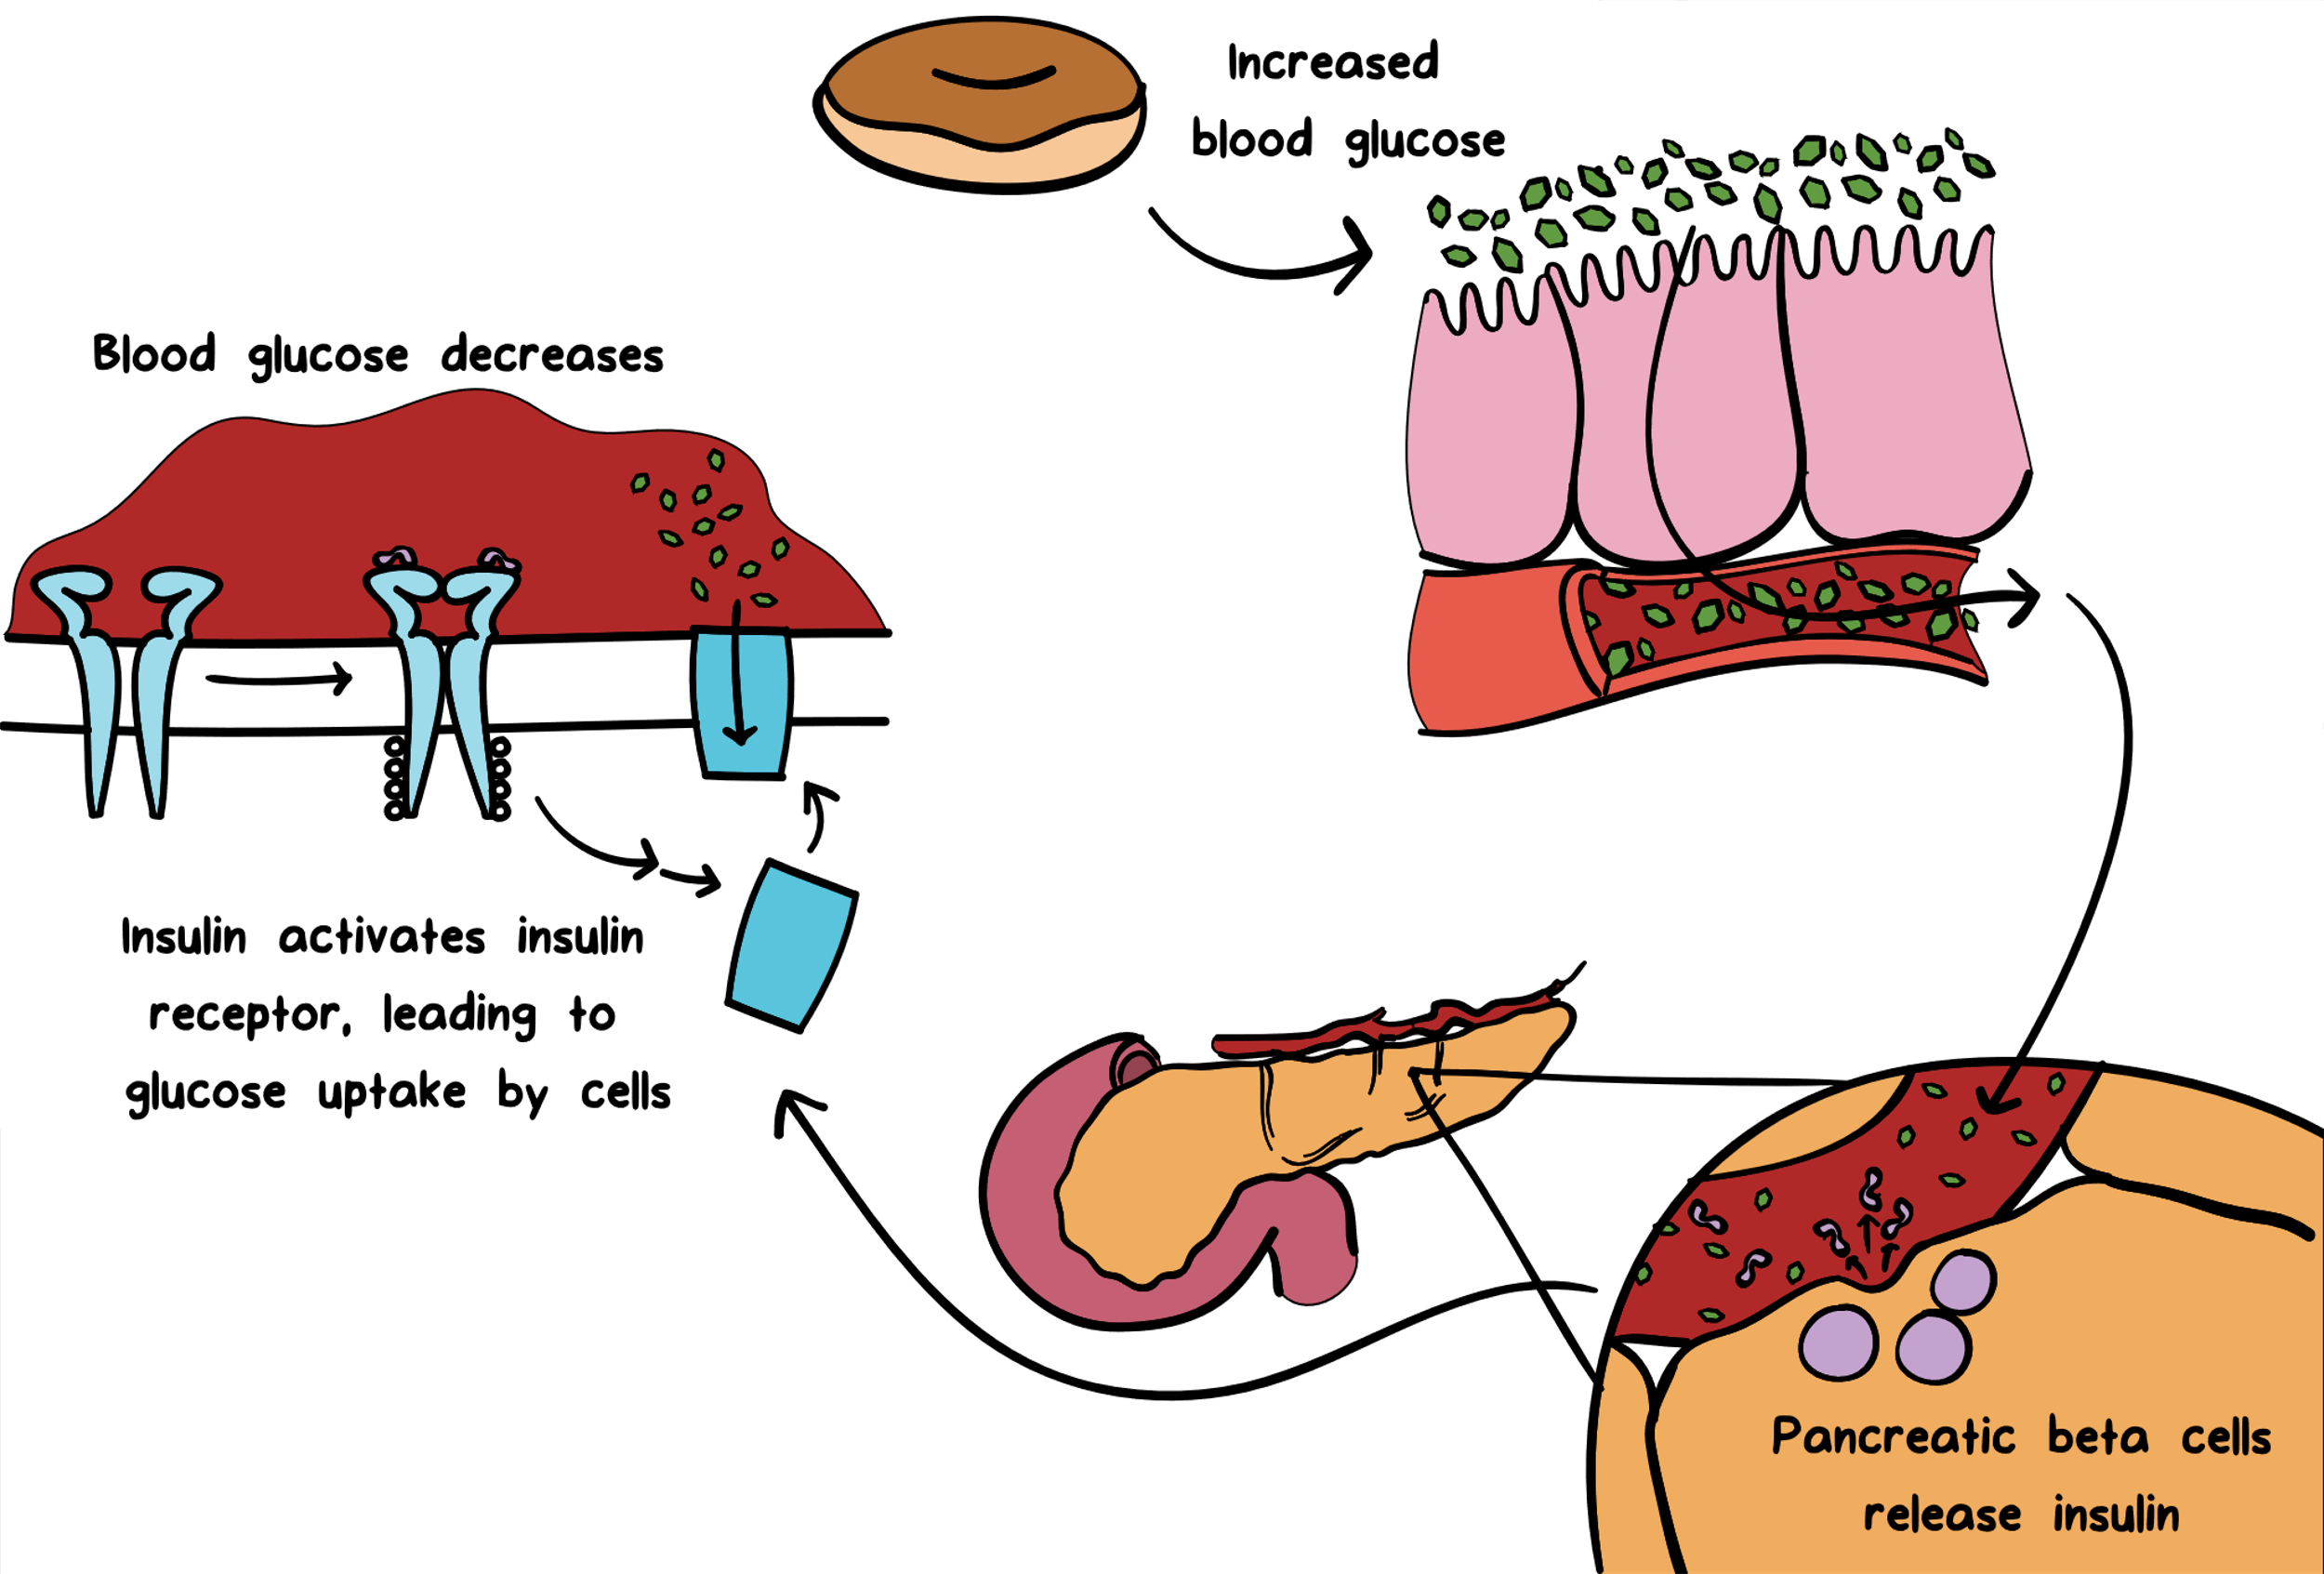 Increased
blood glucose
Blood glucose decreases
Insulin activates insulin
receptor, leading to
glucose uptake by cells
Pancreatic beta cells
release insulin